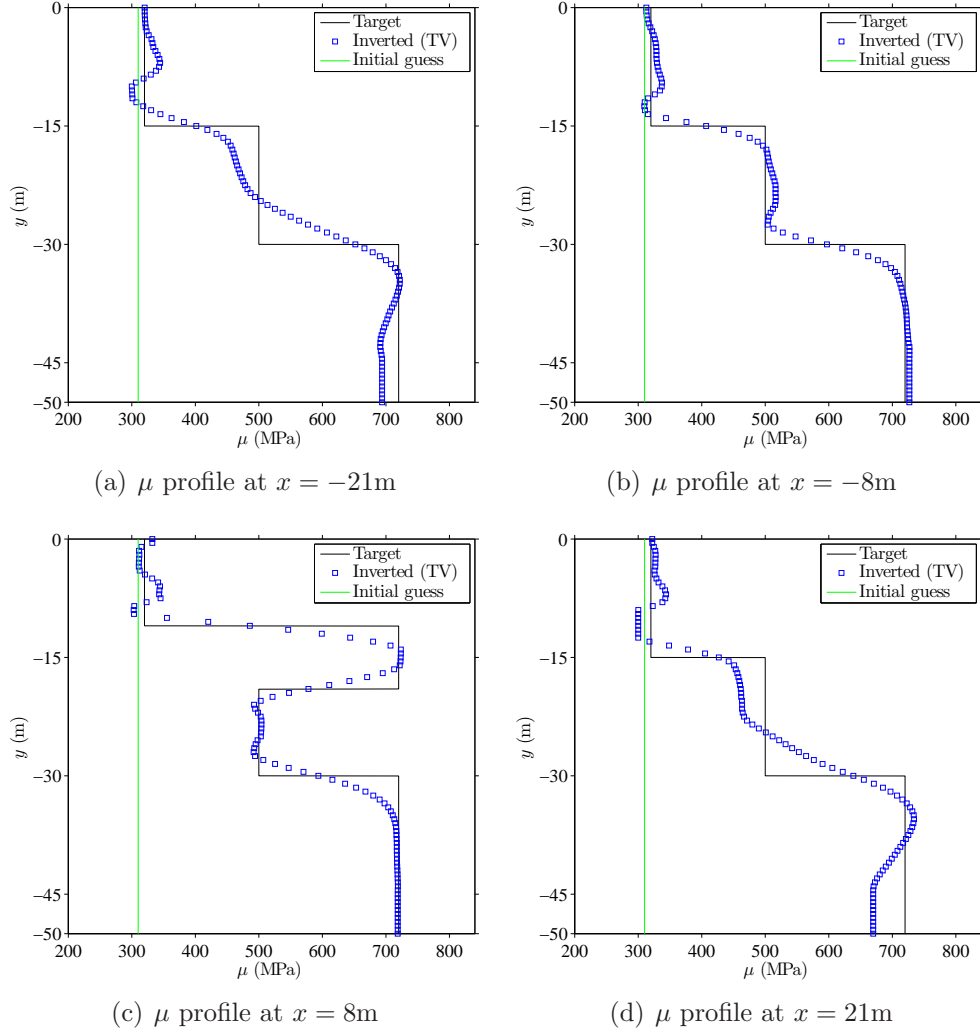 0
−15
−30
−45
−50
y (m)
200 300 400 500 600 700 800
μ (MPa)
Target
Inverted (TV)
Initial guess
(a) μ profile at x = −21m
0
−15
−30
−45
−50
y (m)
200 300 400 500 600 700 800
μ (MPa)
Target
Inverted (TV)
Initial guess
(b) μ profile at x = −8m
0
−15
−30
−45
−50
y (m)
200 300 400 500 600 700 800
μ (MPa)
Target
Inverted (TV)
Initial guess
(c) μ profile at x = 8m
0
−15
−30
−45
−50
y (m)
200 300 400 500 600 700 800
μ (MPa)
Target
Inverted (TV)
Initial guess
(d) μ profile at x = 21m